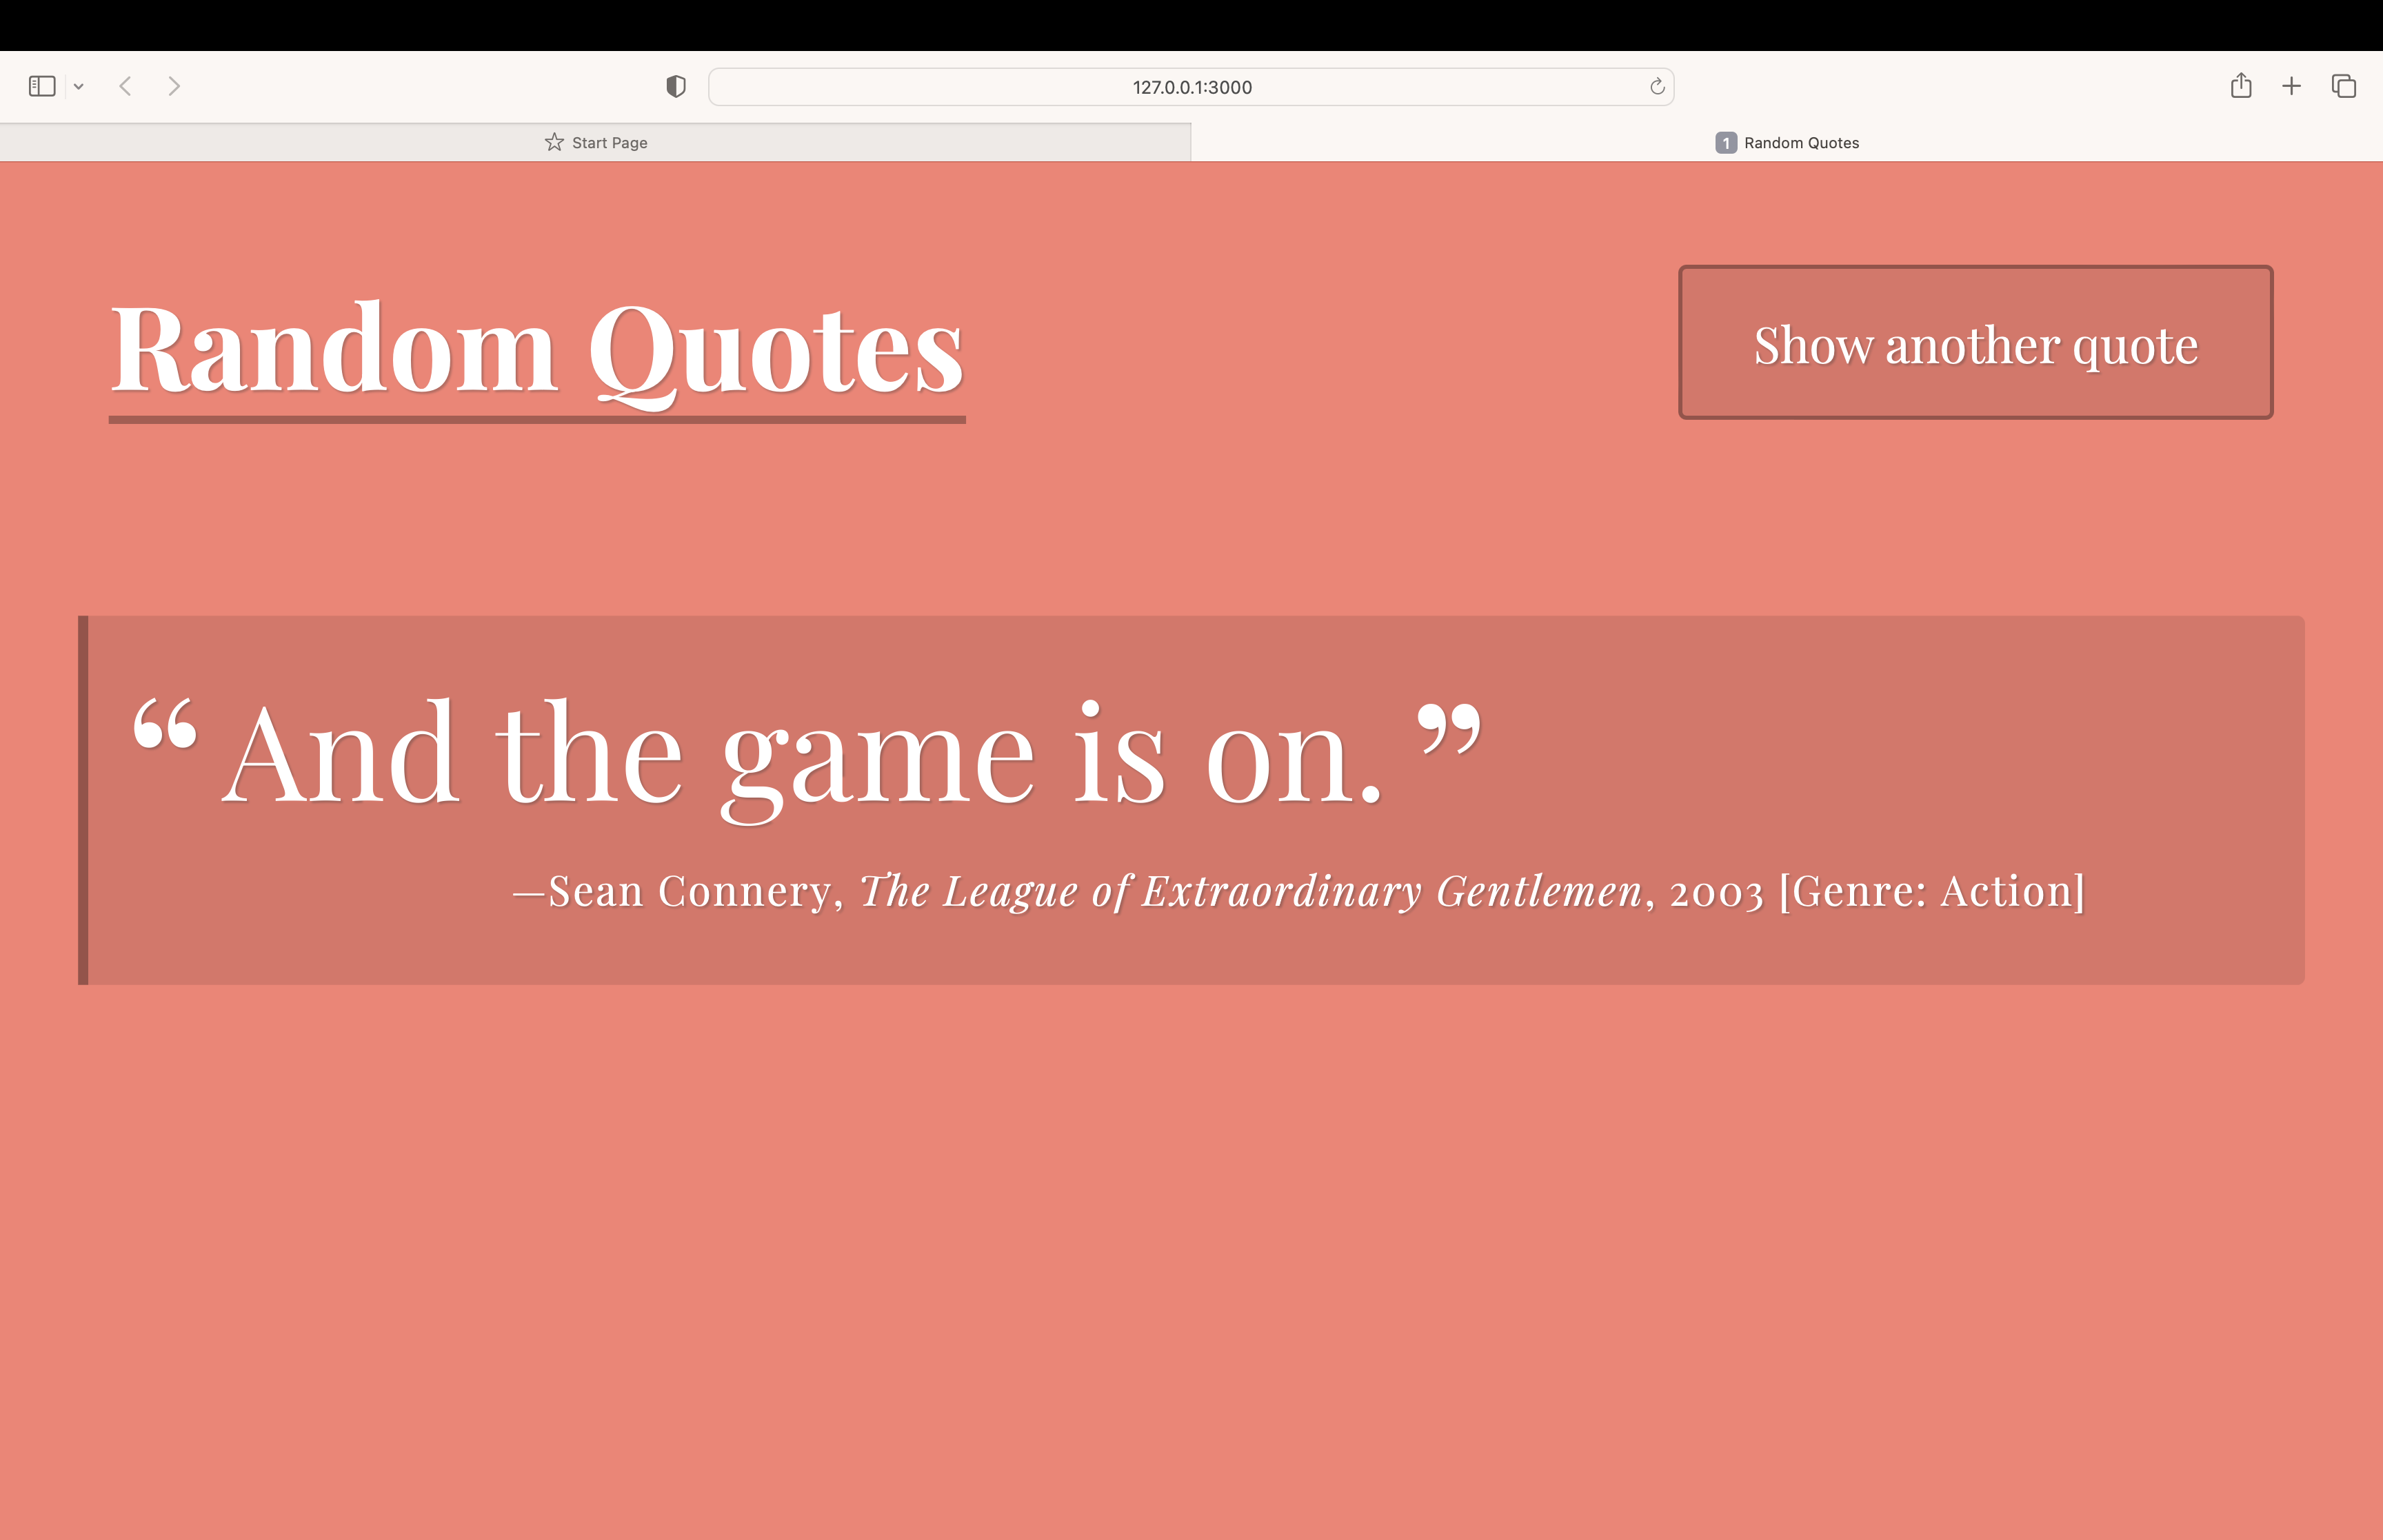 127.0.0.1:3000
Start Page
1 Random Quotes
Random Quotes
Show another quote
“ And the game is on. ”
—Sean Connery, The League of Extraordinary Gentlemen, 2003 [Genre: Action]